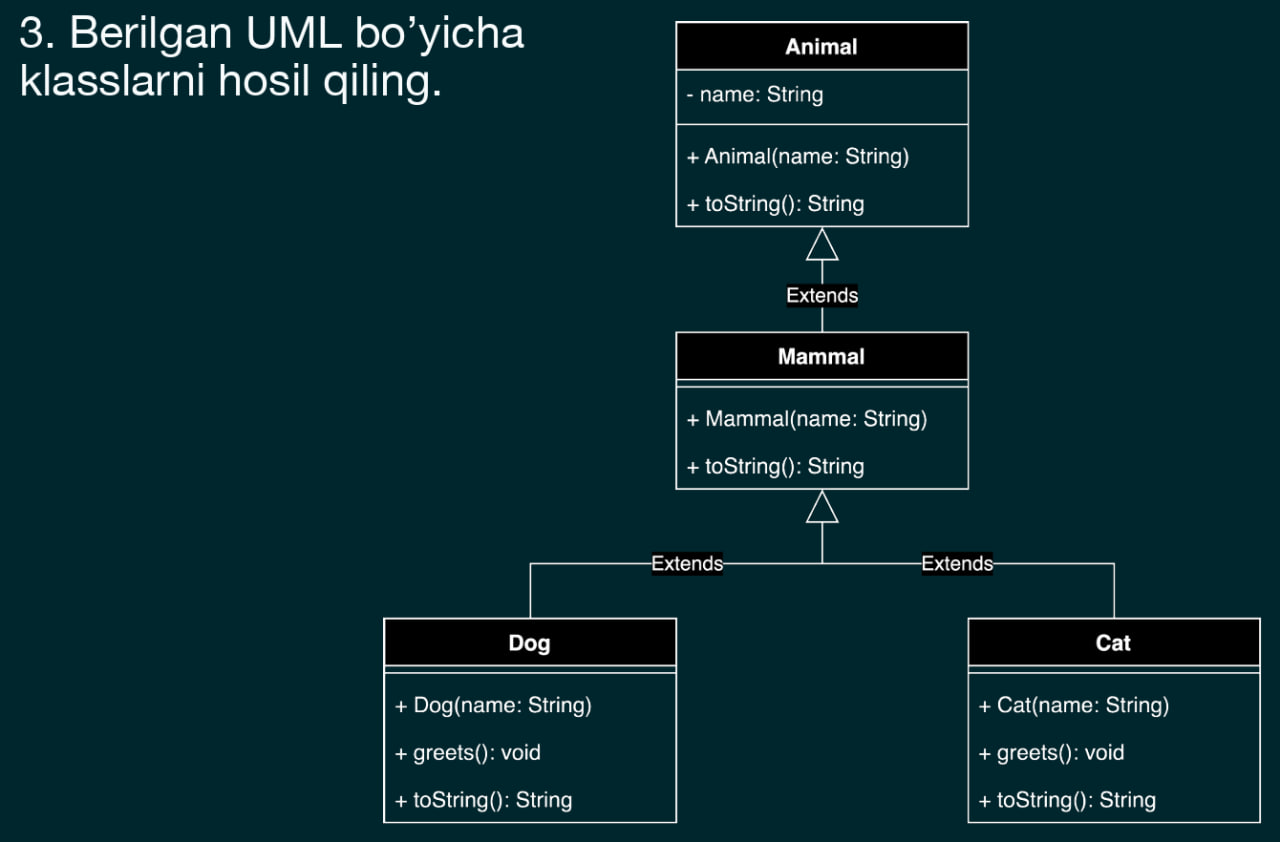 3. Berilgan UML bo’yicha
klasslarni hosil qiling.
Animal
- name: String
+ Animal(name: String)
+ toString(): String
Extends
Mammal
+ Mammal(name: String)
+ toString(): String
Extends
Extends
Dog
+ Dog(name: String)
+ greets(): void
+ toString(): String
Cat
+ Cat(name: String)
+ greets(): void
+ toString(): String